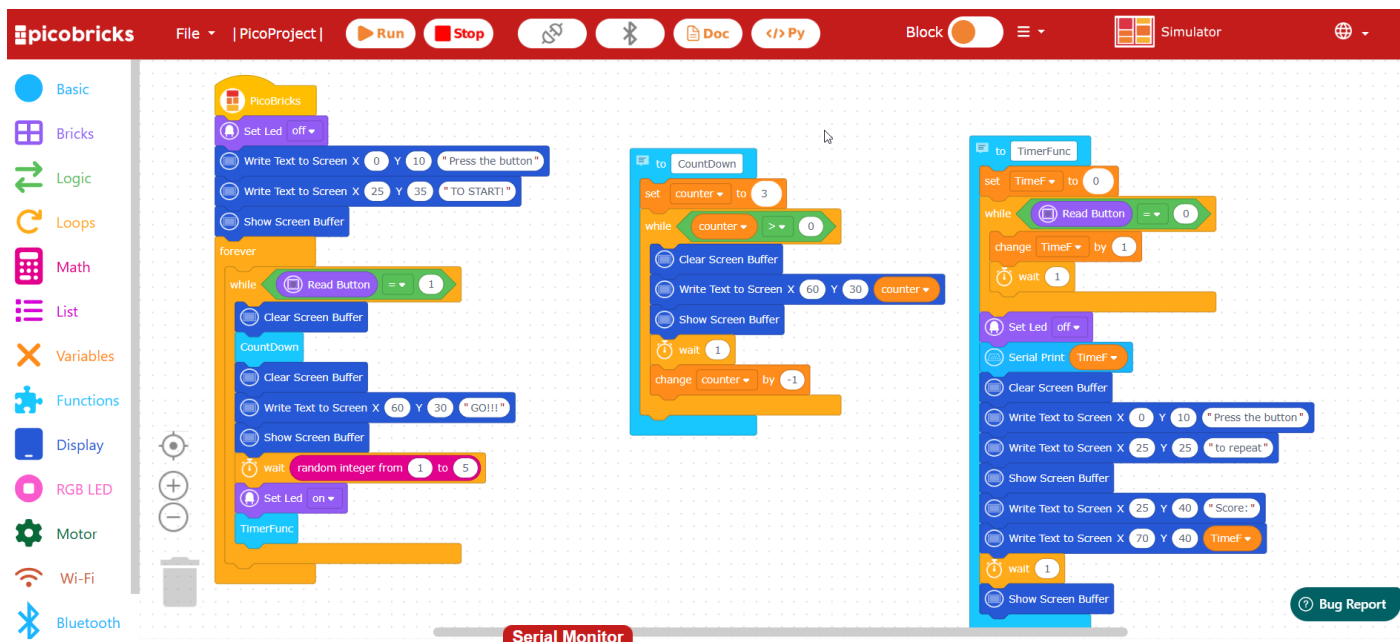 picobricks File |PicoProject| Run Stop Doc </> Py Block Simulator
Basic
Bricks
Logic
Loops
Math
List
Variables
Functions
Display
RGB LED
Motor
Wi-Fi
Bluetooth
PicoBricks
Set Led off
Write Text to Screen X 0 Y 10 "Press the button"
Write Text to Screen X 25 Y 35 "TO START!"
Show Screen Buffer
forever
while Read Button = 1
Clear Screen Buffer
CountDown
Clear Screen Buffer
Write Text to Screen X 60 Y 30 "GO!!!"
Show Screen Buffer
wait random integer from 1 to 5
Set Led on
TimerFunc
to CountDown
set counter to 3
while counter > 0
Clear Screen Buffer
Write Text to Screen X 60 Y 30 counter
Show Screen Buffer
wait 1
change counter by -1
to TimerFunc
set TimeF to 0
while Read Button = 0
change TimeF by 1
wait 1
Set Led off
Serial Print TimeF
Clear Screen Buffer
Write Text to Screen X 0 Y 10 "Press the button"
Write Text to Screen X 25 Y 25 "to repeat"
Show Screen Buffer
Write Text to Screen X 25 Y 40 "Score:"
Write Text to Screen X 70 Y 40 TimeF
wait 1
Show Screen Buffer
Bug Report
Serial Monitor